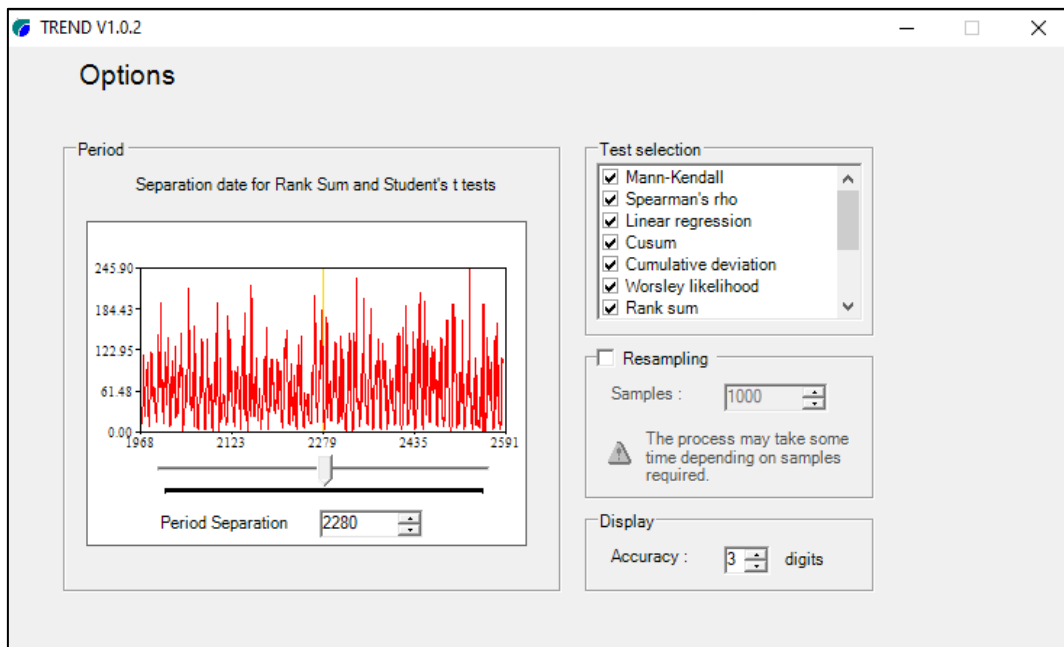 TREND V1.0.2
Options
Period
Separation date for Rank Sum and Student's t tests
245.90
184.43
122.95
61.48
0.00
1968 2123 2279 2435 2591
Period Separation 2280
Test selection
Mann-Kendall
Spearman's rho
Linear regression
Cusum
Cumulative deviation
Worsley likelihood
Rank sum
Resampling
Samples : 1000
The process may take some
time depending on samples
required.
Display
Accuracy : 3 digits